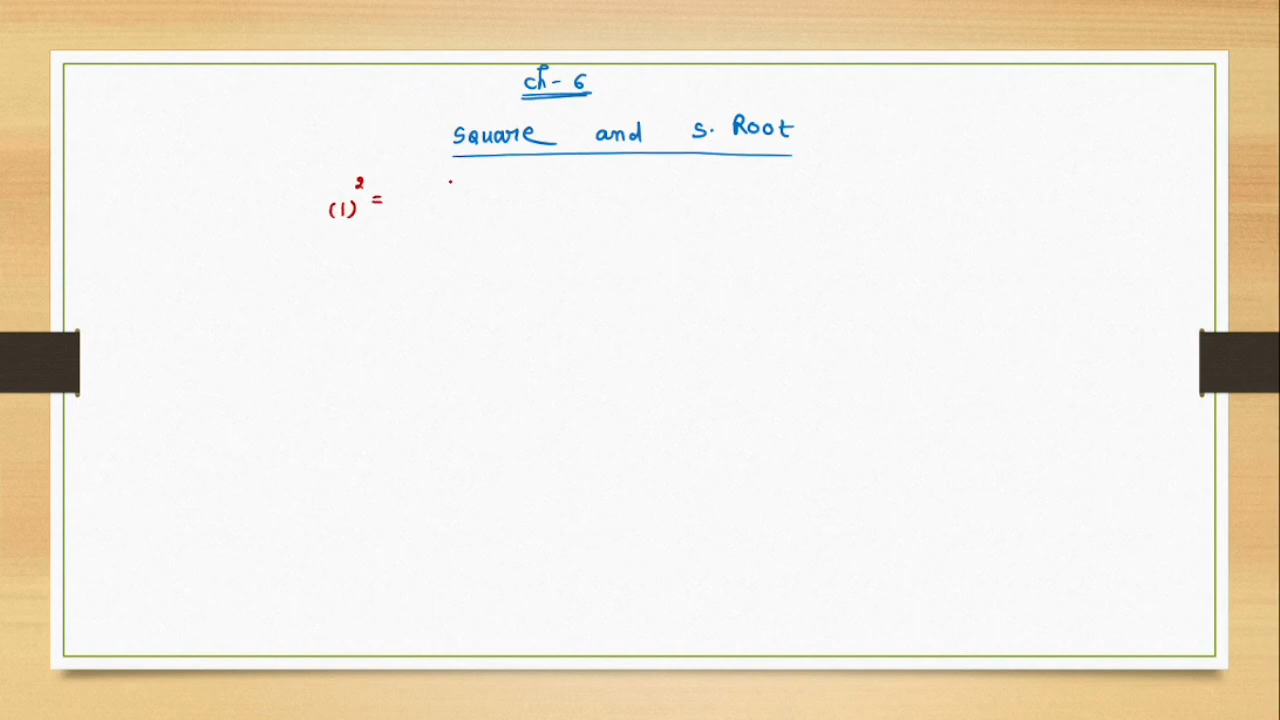 ch - 6
Square and S. Root
(1)² =